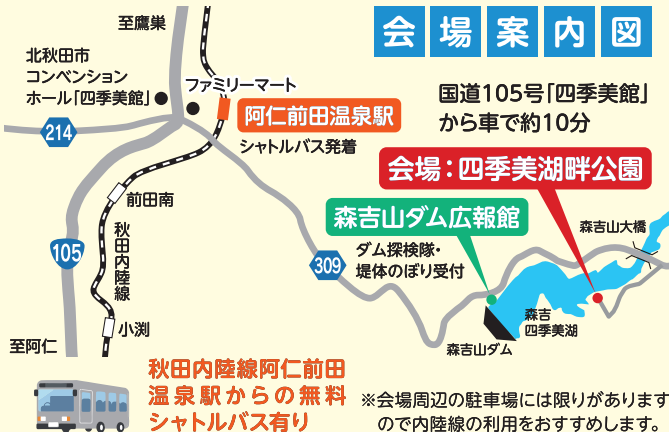 会場案内図
至鷹巣
北秋田市
コンベンション
ホール「四季美館」
ファミリーマート
国道105号「四季美館」
から車で約10分
阿仁前田温泉駅
214
シャトルバス発着
会場：四季美湖畔公園
前田南
森吉山ダム広報館
森吉山大橋
秋田内陸線
105
309
ダム探検隊・
堤体のぼり受付
小渕
森吉
四季美湖
至阿仁
森吉山ダム
秋田内陸線阿仁前田
温泉駅からの無料
シャトルバス有り
※会場周辺の駐車場には限りがあります
ので内陸線の利用をおすすめします。